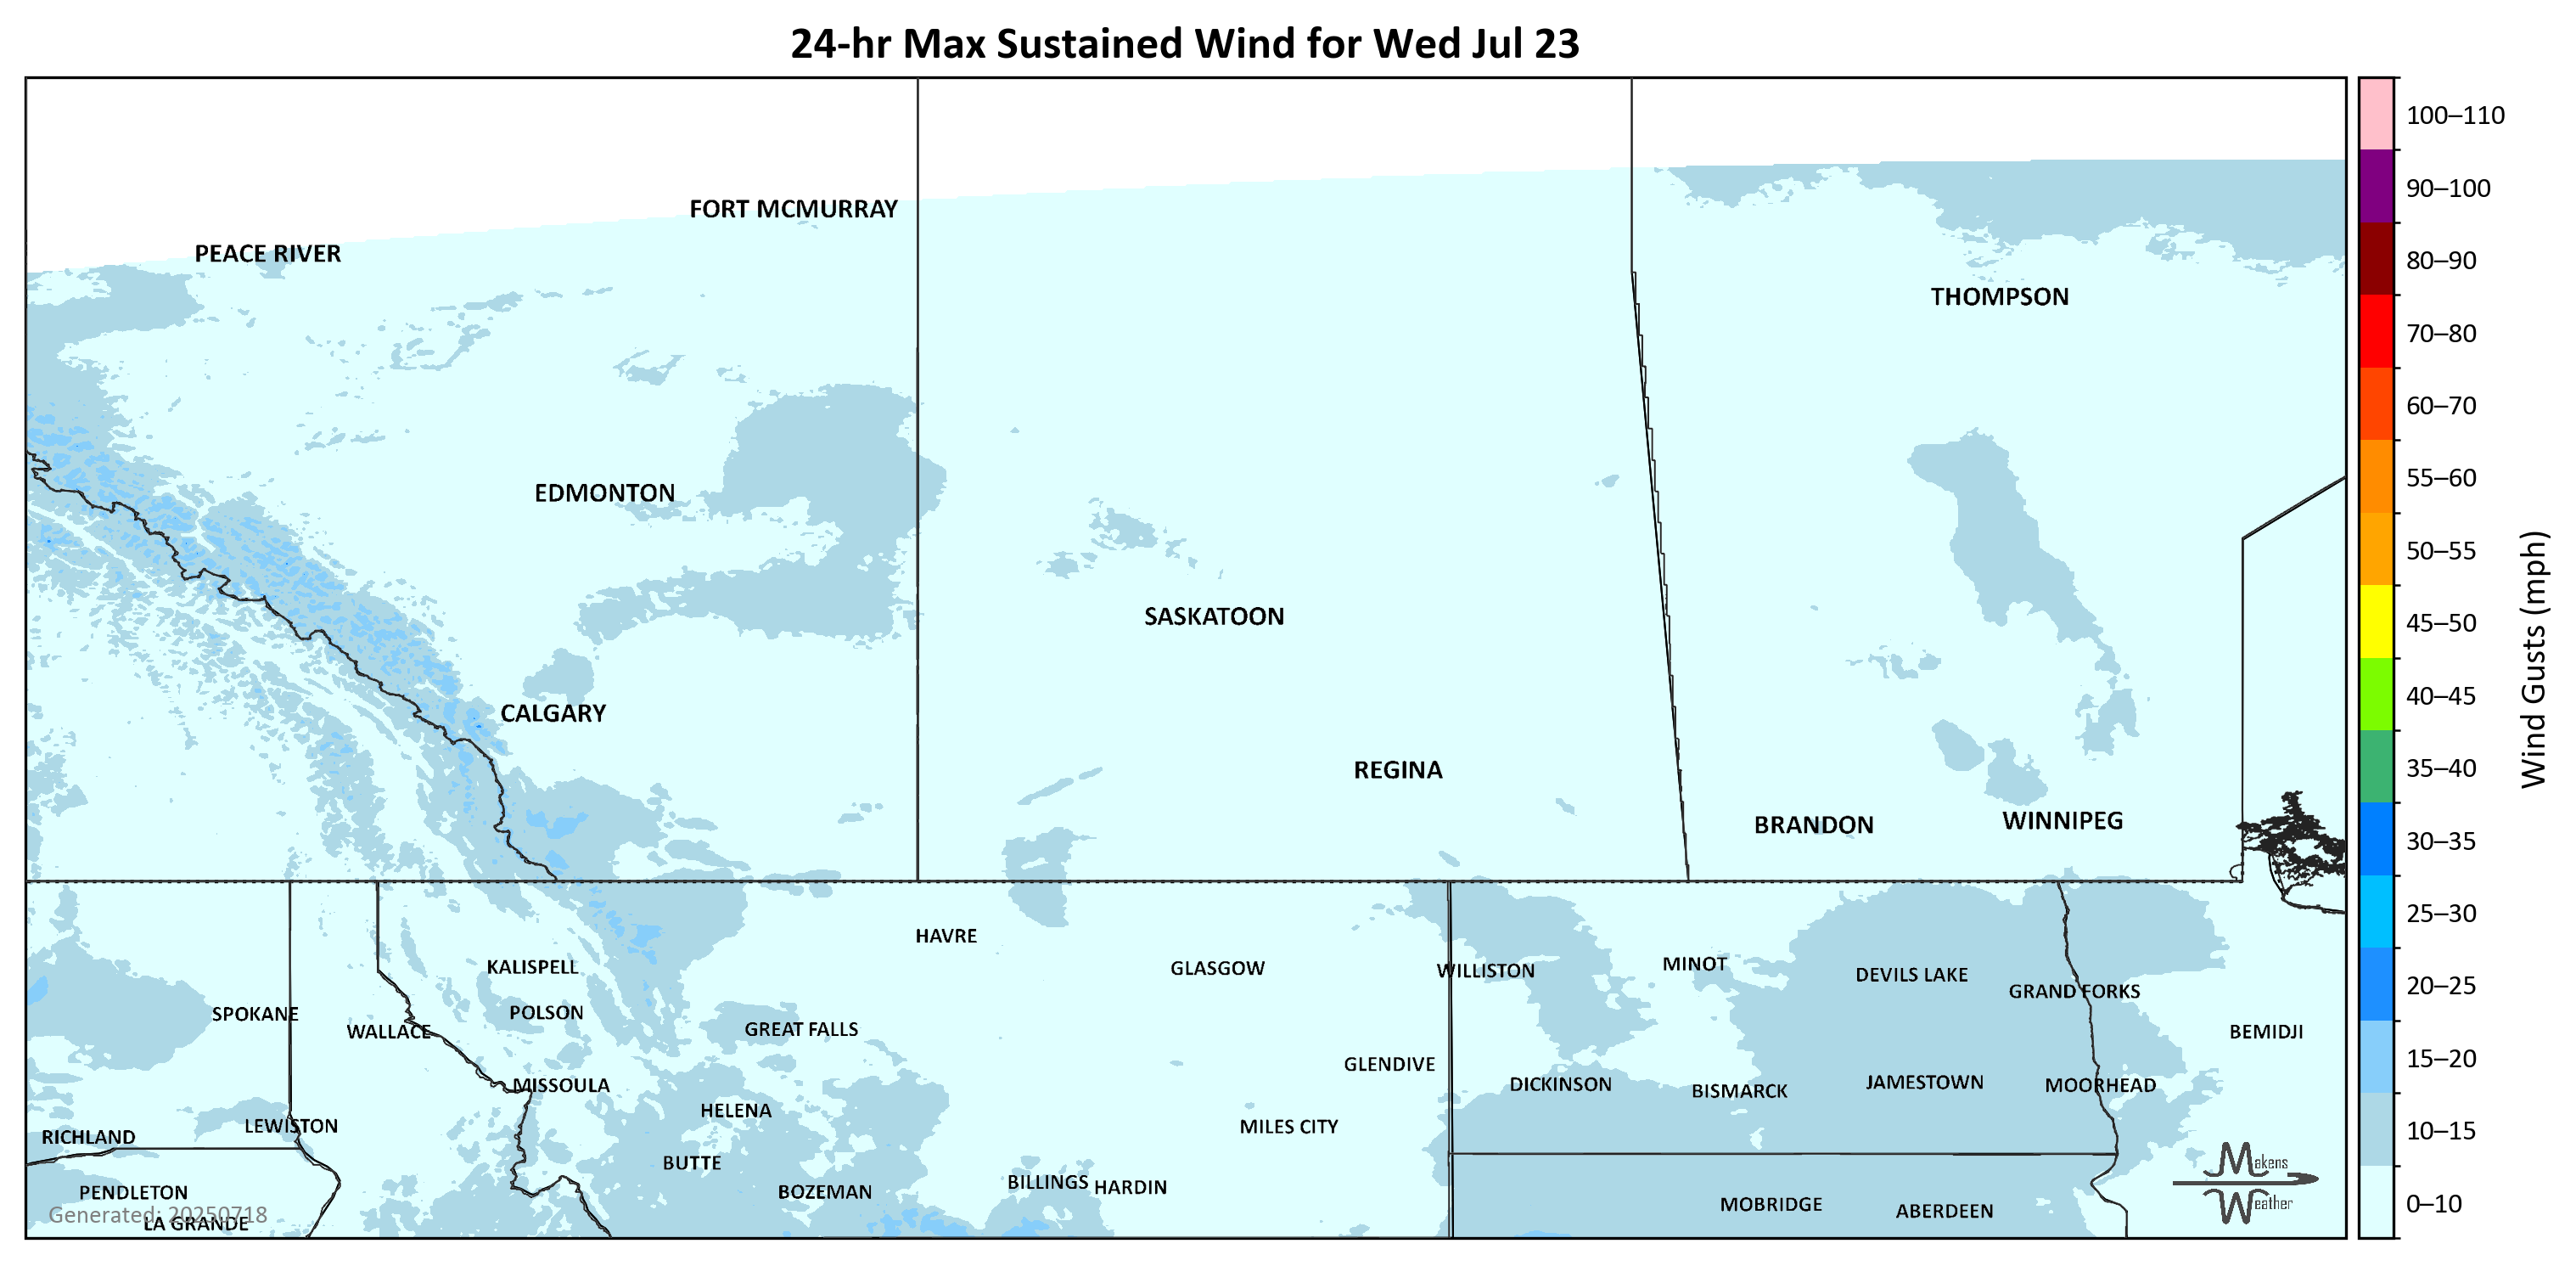 24-hr Max Sustained Wind for Wed Jul 23
100–110
90–100
80–90
70–80
60–70
55–60
50–55
45–50
40–45
35–40
30–35
25–30
20–25
15–20
10–15
0–10
Wind Gusts (mph)
FORT MCMURRAY
PEACE RIVER
THOMPSON
EDMONTON
SASKATOON
CALGARY
REGINA
BRANDON
WINNIPEG
HAVRE
KALISPELL
GLASGOW
WILLISTON
MINOT
DEVILS LAKE
GRAND FORKS
SPOKANE
POLSON
WALLACE
GREAT FALLS
BEMIDJI
GLENDIVE
MISSOULA
DICKINSON
BISMARCK
JAMESTOWN
MOORHEAD
HELENA
LEWISTON
MILES CITY
RICHLAND
BUTTE
BILLINGS
HARDIN
PENDLETON
BOZEMAN
MOBRIDGE
ABERDEEN
Generated: 20250718
LA GRANDE
Makens
Weather